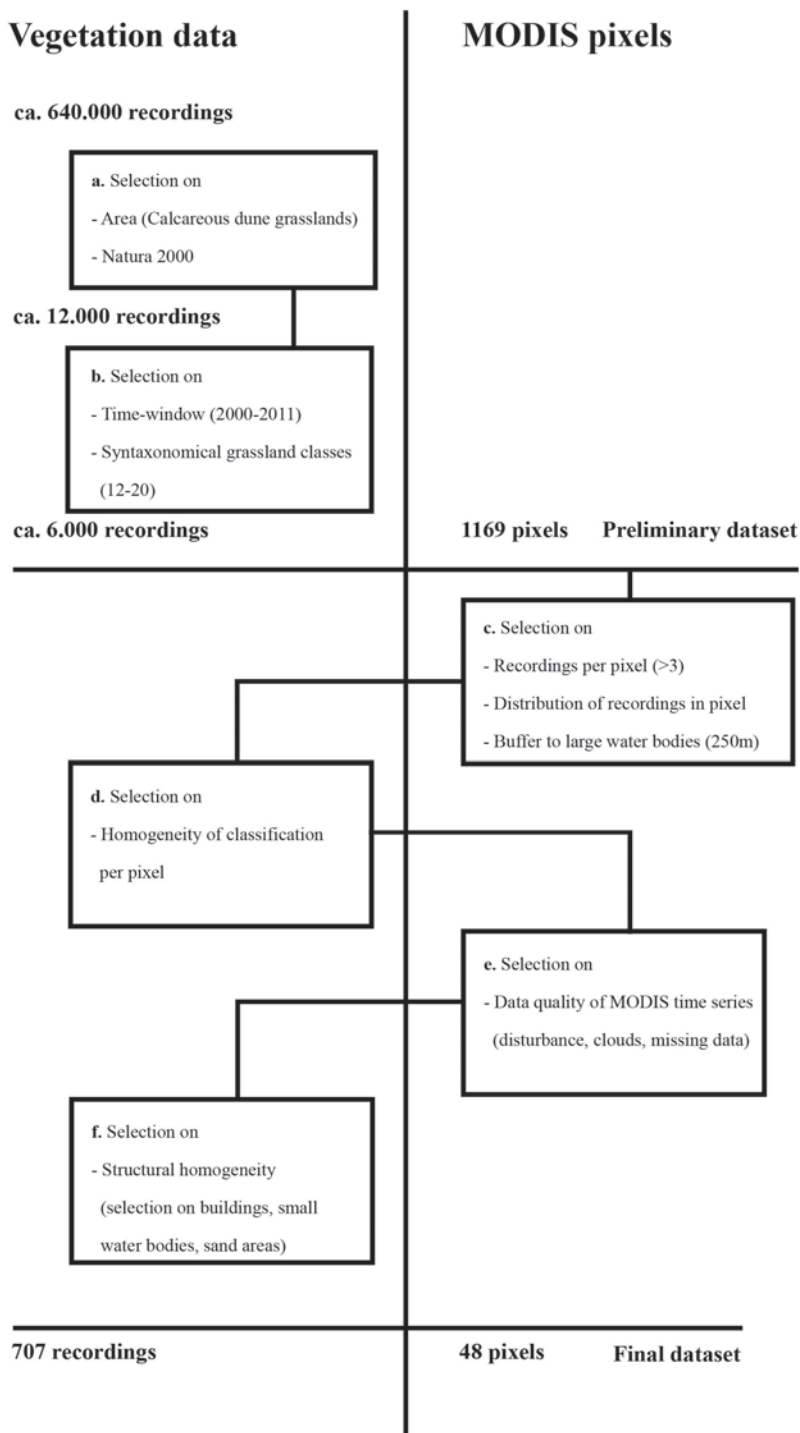 Vegetation data
MODIS pixels
ca. 640.000 recordings
a. Selection on
- Area (Calcareous dune grasslands)
- Natura 2000
ca. 12.000 recordings
b. Selection on
- Time-window (2000-2011)
- Syntaxonomical grassland classes
(12-20)
ca. 6.000 recordings
1169 pixels Preliminary dataset
c. Selection on
- Recordings per pixel (>3)
- Distribution of recordings in pixel
- Buffer to large water bodies (250m)
d. Selection on
- Homogeneity of classification
per pixel
e. Selection on
- Data quality of MODIS time series
(disturbance, clouds, missing data)
f. Selection on
- Structural homogeneity
(selection on buildings, small
water bodies, sand areas)
707 recordings
48 pixels Final dataset